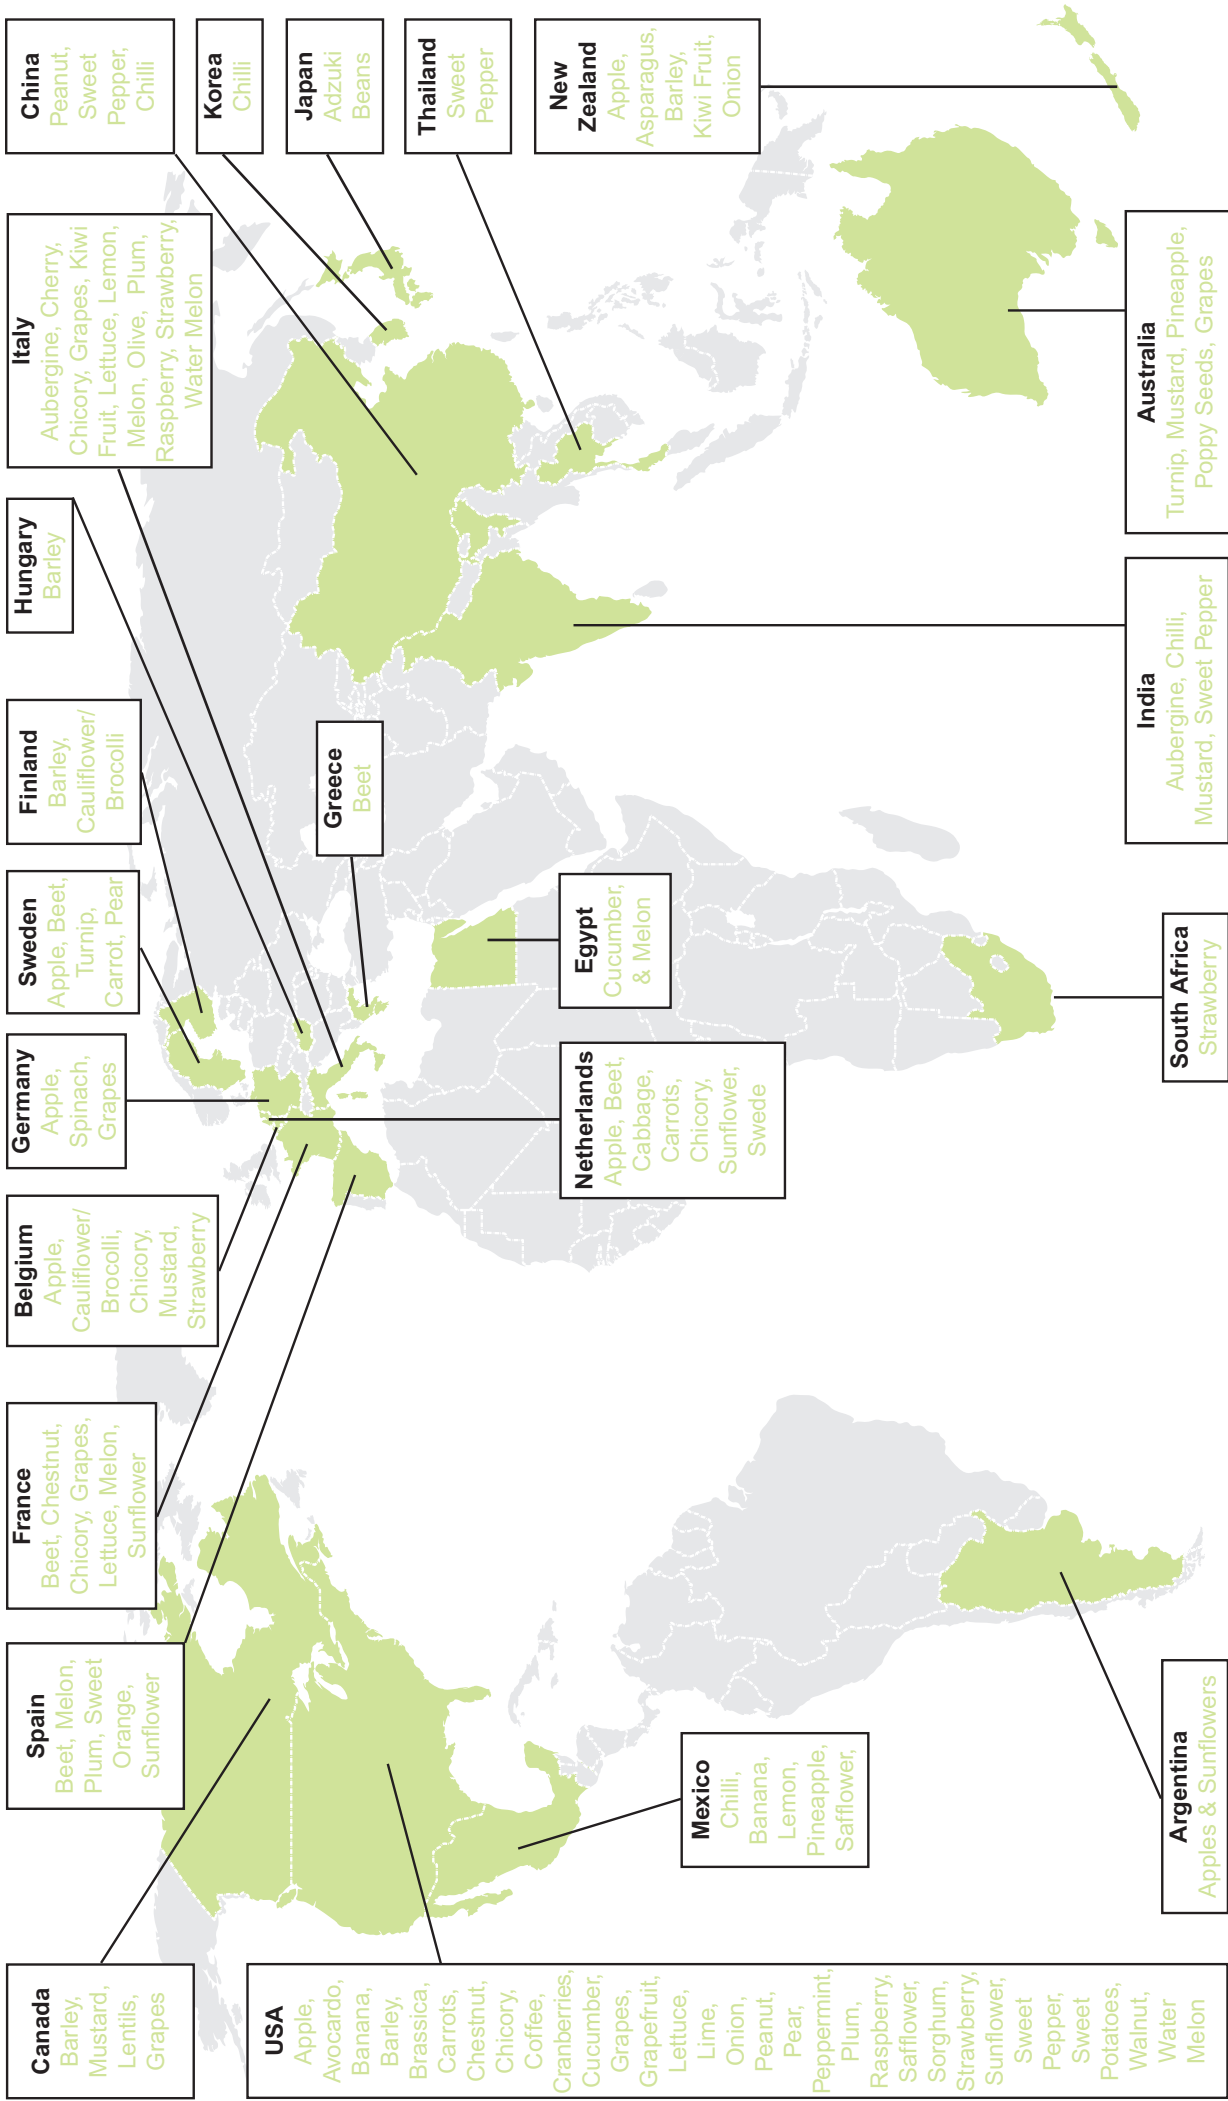 Canada
Barley,
Mustard,
Lentils,
Grapes
Spain
Beet, Melon,
Plum, Sweet
Orange,
Sunflower
France
Beet, Chestnut,
Chicory, Grapes,
Lettuce, Melon,
Sunflower
Belgium
Apple,
Cauliflower/
Brocolli,
Chicory,
Mustard,
Strawberry
Germany
Apple,
Spinach,
Grapes
Sweden
Apple, Beet,
Turnip,
Carrot, Pear
Finland
Barley,
Cauliflower/
Brocolli
Hungary
Barley
Italy
Aubergine, Cherry,
Chicory, Grapes, Kiwi
Fruit, Lettuce, Lemon,
Melon, Olive, Plum,
Raspberry, Strawberry,
Water Melon
China
Peanut,
Sweet
Pepper,
Chilli
Korea
Chilli
Japan
Adzuki
Beans
Thailand
Sweet
Pepper
New
Zealand
Apple,
Asparagus,
Barley,
Kiwi Fruit,
Onion
Greece
Beet
Egypt
Cucumber,
& Melon
Netherlands
Apple, Beet,
Cabbage,
Carrots,
Chicory,
Sunflower,
Swede
USA
Apple,
Avocardo,
Banana,
Barley,
Brassica,
Carrots,
Chestnut,
Chicory,
Coffee,
Cranberries,
Cucumber,
Grapes,
Grapefruit,
Lettuce,
Lime,
Onion,
Peanut,
Pear,
Peppermint,
Plum,
Raspberry,
Safflower,
Sorghum,
Strawberry,
Sunflower,
Sweet
Pepper,
Sweet
Potatoes,
Walnut,
Water
Melon
Mexico
Chilli,
Banana,
Lemon,
Pineapple,
Safflower,
Argentina
Apples & Sunflowers
South Africa
Strawberry
India
Aubergine, Chilli,
Mustard, Sweet Pepper
Australia
Turnip, Mustard, Pineapple,
Poppy Seeds, Grapes